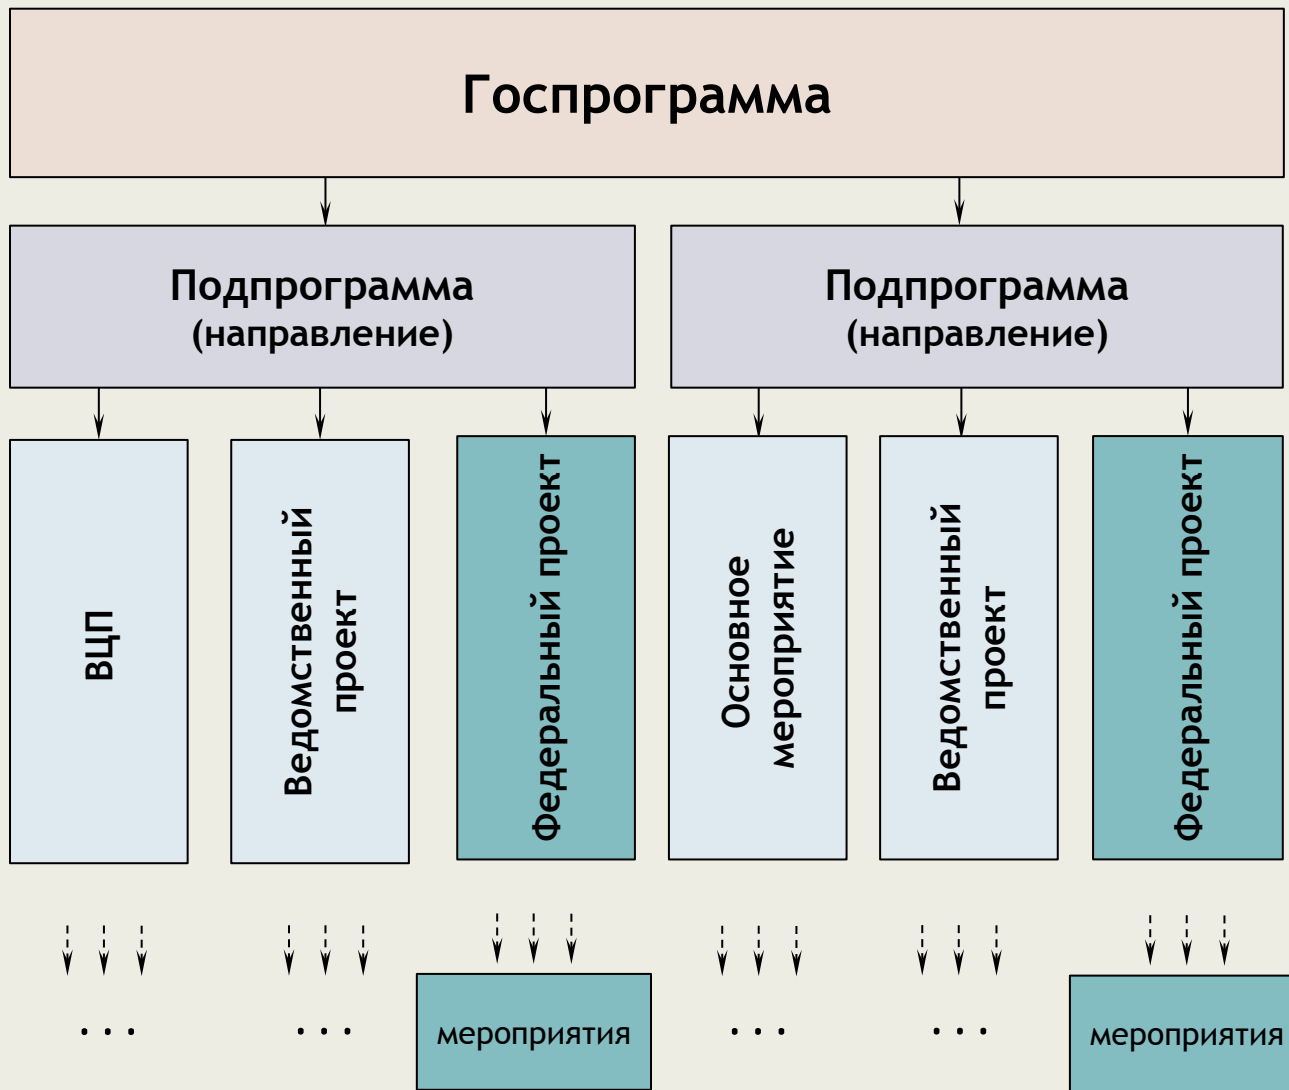 Госпрограмма
Подпрограмма
(направление)
Подпрограмма
(направление)
ВЦП
Ведомственный
проект
Федеральный проект
Основное
мероприятие
Ведомственный
проект
Федеральный проект
. . .
. . .
мероприятия
. . .
. . .
мероприятия